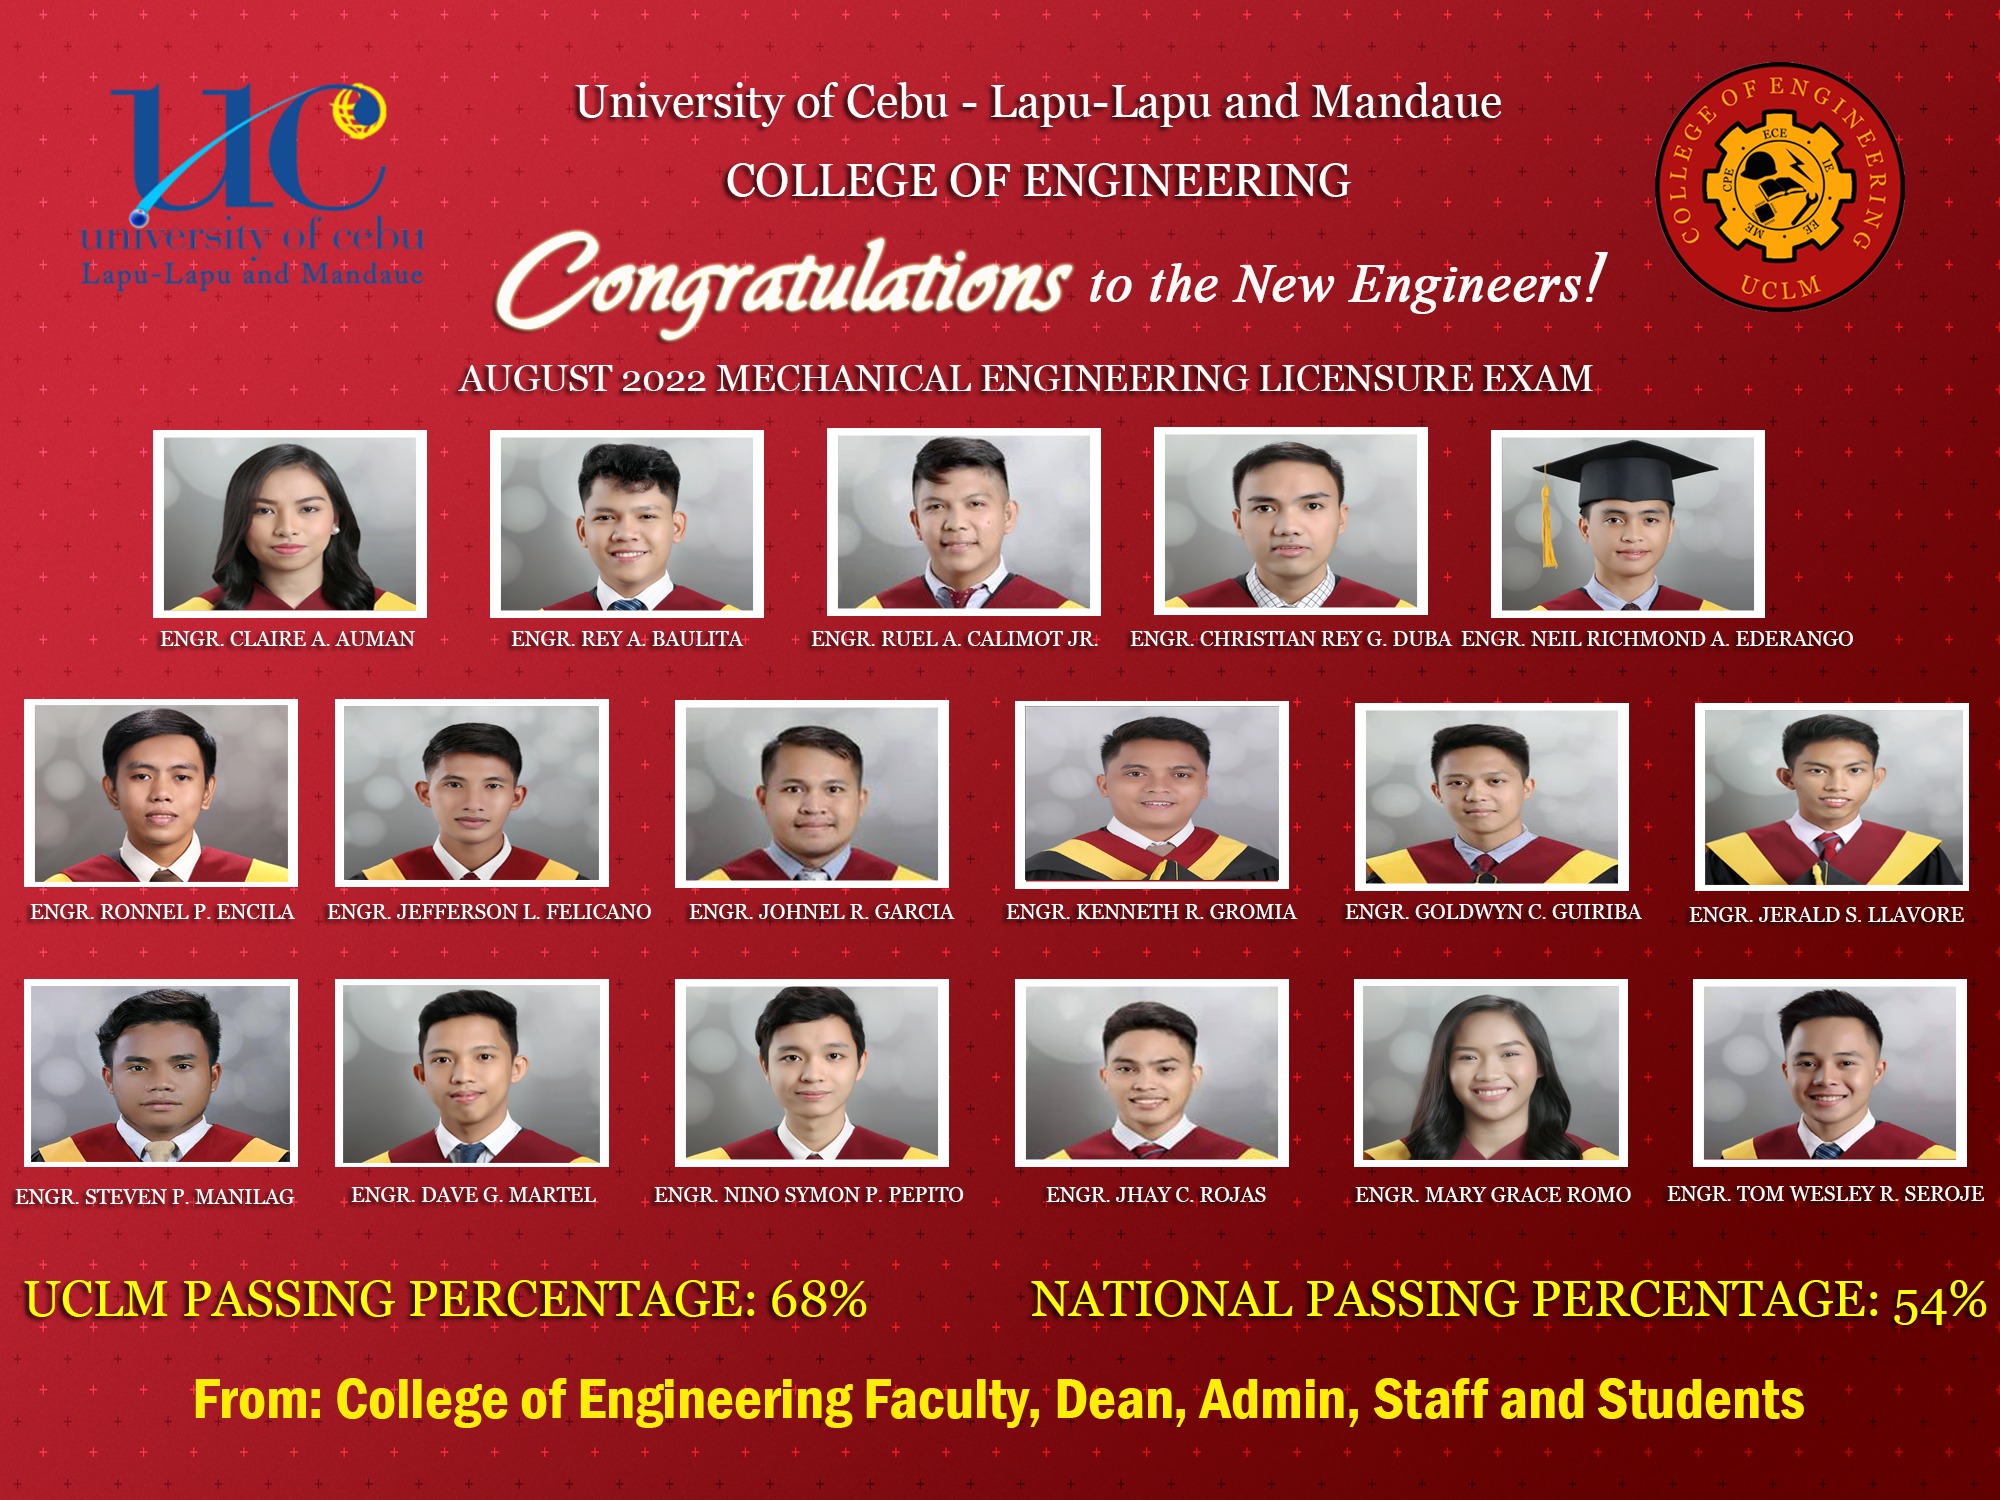 UC
university of cebu
Lapu-Lapu and Mandaue
University of Cebu - Lapu-Lapu and Mandaue
COLLEGE OF ENGINEERING
Congratulations to the New Engineers!
AUGUST 2022 MECHANICAL ENGINEERING LICENSURE EXAM
COLLEGE OF ENGINEERING
UCLM
CPE ECE IE EE ME
ENGR. CLAIRE A. AUMAN ENGR. REY A. BAULITA ENGR. RUEL A. CALIMOT JR. ENGR. CHRISTIAN REY G. DUBA ENGR. NEIL RICHMOND A. EDERANGO
ENGR. RONNEL P. ENCILA ENGR. JEFFERSON L. FELICANO ENGR. JOHNEL R. GARCIA ENGR. KENNETH R. GROMIA ENGR. GOLDWYN C. GUIRIBA ENGR. JERALD S. LLAVORE
ENGR. STEVEN P. MANILAG ENGR. DAVE G. MARTEL ENGR. NINO SYMON P. PEPITO ENGR. JHAY C. ROJAS ENGR. MARY GRACE ROMO ENGR. TOM WESLEY R. SEROJE
UCLM PASSING PERCENTAGE: 68% NATIONAL PASSING PERCENTAGE: 54%
From: College of Engineering Faculty, Dean, Admin, Staff and Students